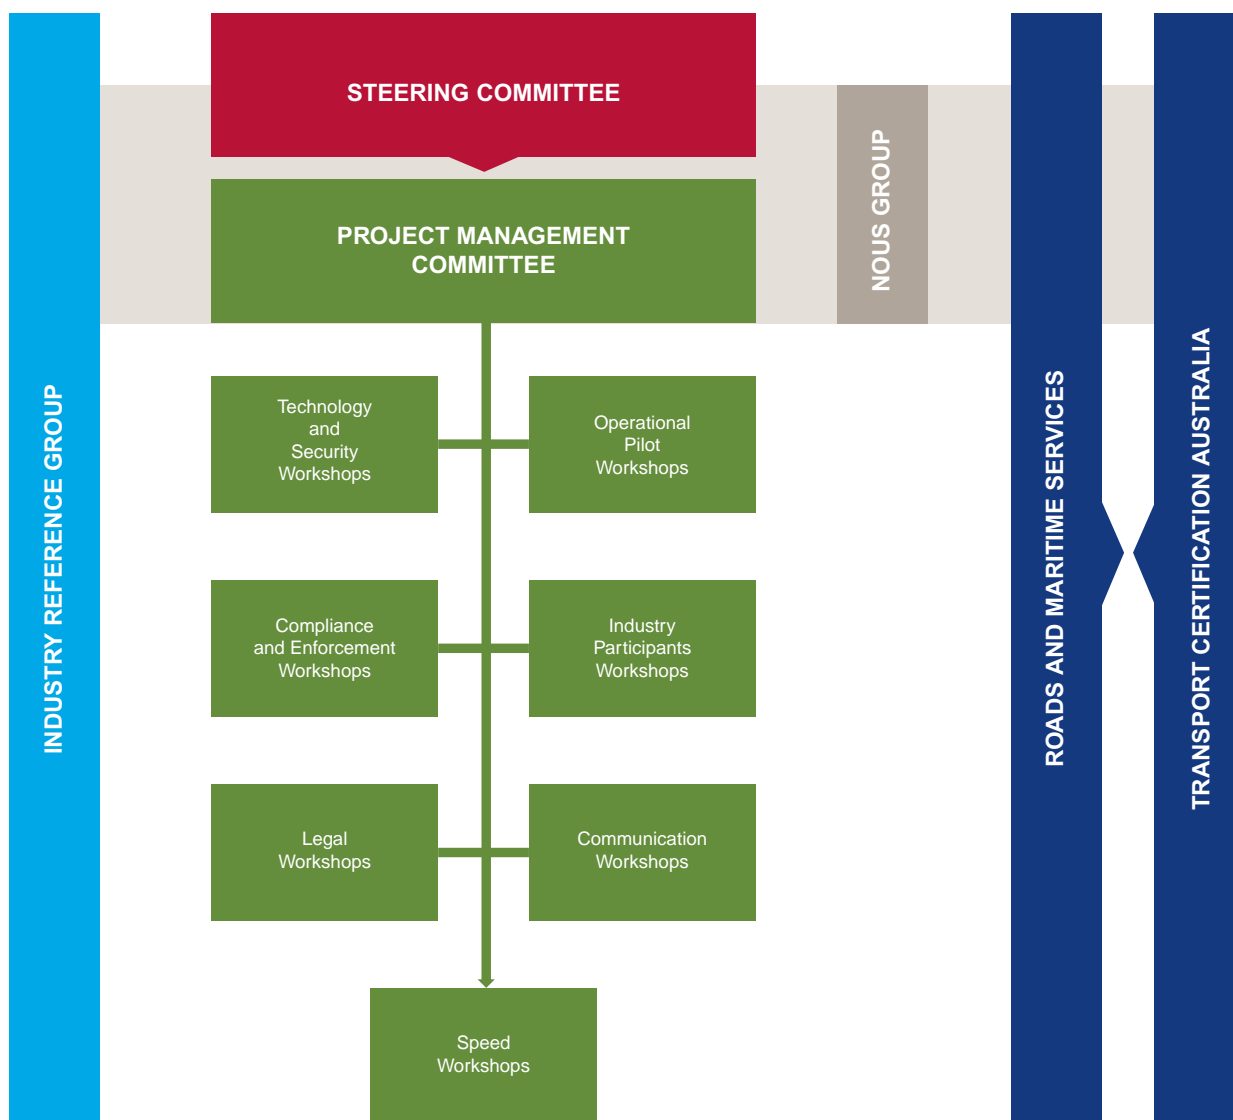 STEERING COMMITTEE
PROJECT MANAGEMENT
COMMITTEE
NOUS GROUP
INDUSTRY REFERENCE GROUP
ROADS AND MARITIME SERVICES
TRANSPORT CERTIFICATION AUSTRALIA
Technology
and
Security
Workshops
Operational
Pilot
Workshops
Compliance
and Enforcement
Workshops
Industry
Participants
Workshops
Legal
Workshops
Communication
Workshops
Speed
Workshops